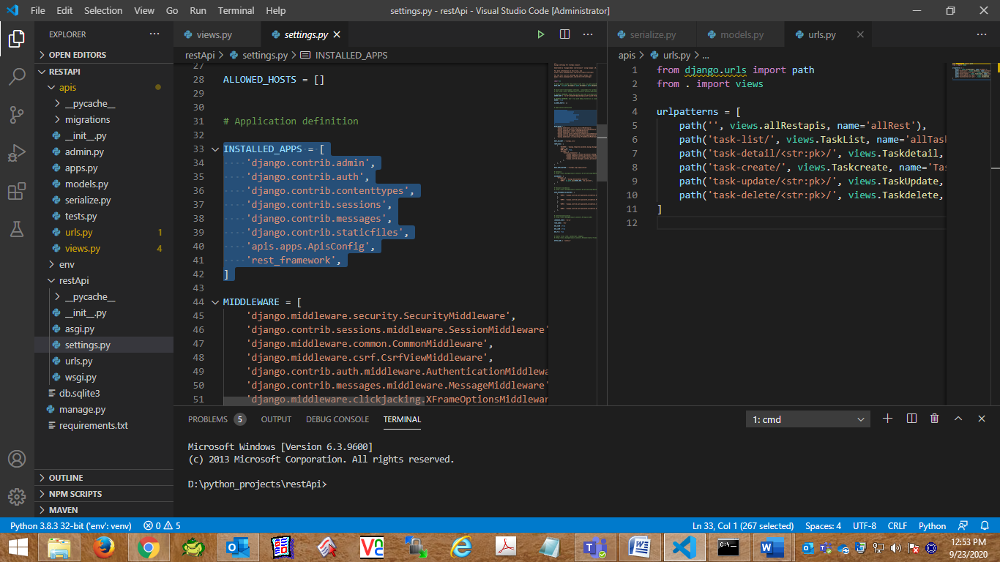 File Edit Selection View Go Run Terminal Help settings.py - restApi - Visual Studio Code [Administrator]
EXPLORER
OPEN EDITORS
RESTAPI
apis
__pycache__
migrations
__init__.py
admin.py
apps.py
models.py
serialize.py
tests.py
urls.py 1
views.py 4
env
restApi
__pycache__
__init__.py
asgi.py
settings.py
urls.py
wsgi.py
db.sqlite3
manage.py
requirements.txt
OUTLINE
NPM SCRIPTS
MAVEN
views.py settings.py
restApi > settings.py > INSTALLED_APPS
27
28 ALLOWED_HOSTS = []
29
30
31 # Application definition
32
33 INSTALLED_APPS = [
34 'django.contrib.admin',
35 'django.contrib.auth',
36 'django.contrib.contenttypes',
37 'django.contrib.sessions',
38 'django.contrib.messages',
39 'django.contrib.staticfiles',
40 'apis.apps.ApisConfig',
41 'rest_framework',
42 ]
43
44 MIDDLEWARE = [
45 'django.middleware.security.SecurityMiddleware',
46 'django.contrib.sessions.middleware.SessionMiddleware'
47 'django.middleware.common.CommonMiddleware',
48 'django.middleware.csrf.CsrfViewMiddleware',
49 'django.contrib.auth.middleware.AuthenticationMiddlewa
50 'django.contrib.messages.middleware.MessageMiddleware'
51 'django.middleware.clickjacking.XFrameOptionsMiddlewar
serialize.py models.py urls.py
apis > urls.py > ...
1 from django.urls import path
2 from . import views
3
4 urlpatterns = [
5 path('', views.allRestapis, name='allRest'),
6 path('task-list/', views.TaskList, name='allTask
7 path('task-detail/<str:pk>/', views.Taskdetail,
8 path('task-create/', views.Taskcreate, name='Tas
9 path('task-update/<str:pk>/', views.TaskUpdate,
10 path('task-delete/<str:pk>/', views.Taskdelete,
11 ]
12
PROBLEMS 5 OUTPUT DEBUG CONSOLE TERMINAL 1: cmd
Microsoft Windows [Version 6.3.9600]
(c) 2013 Microsoft Corporation. All rights reserved.
D:\python_projects\restApi>
Python 3.8.3 32-bit ('env': venv) 0 5 Ln 33, Col 1 (267 selected) Spaces: 4 UTF-8 CRLF Python
12:53 PM
9/23/2020